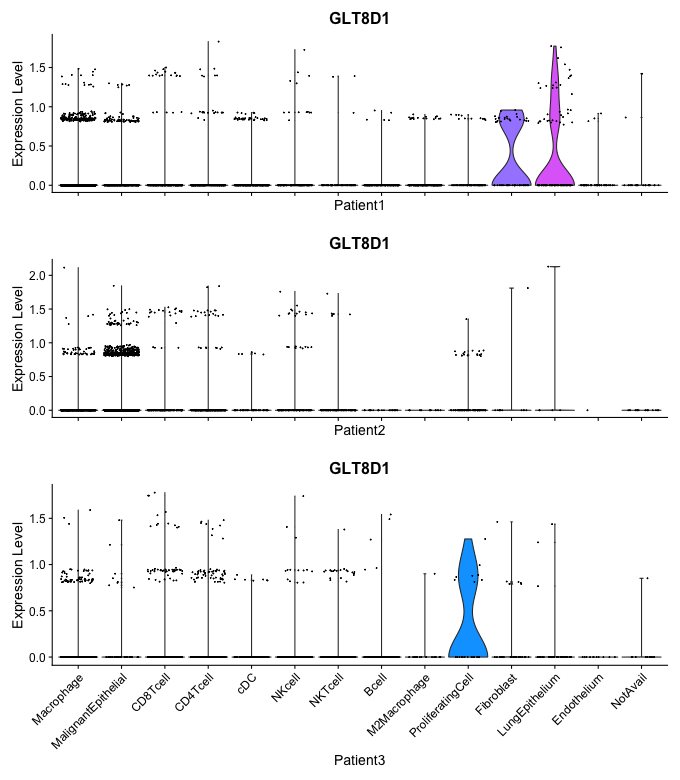 GLT8D1
Expression Level
1.5
1.0
0.5
0.0
Patient1
GLT8D1
Expression Level
2.0
1.5
1.0
0.5
0.0
Patient2
GLT8D1
Expression Level
1.5
1.0
0.5
0.0
Macrophage
MalignantEpithelial
CD8Tcell
CD4Tcell
cDC
NKcell
NKTcell
Bcell
M2Macrophage
ProliferatingCell
Fibroblast
LungEpithelium
Endothelium
NotAvail
Patient3